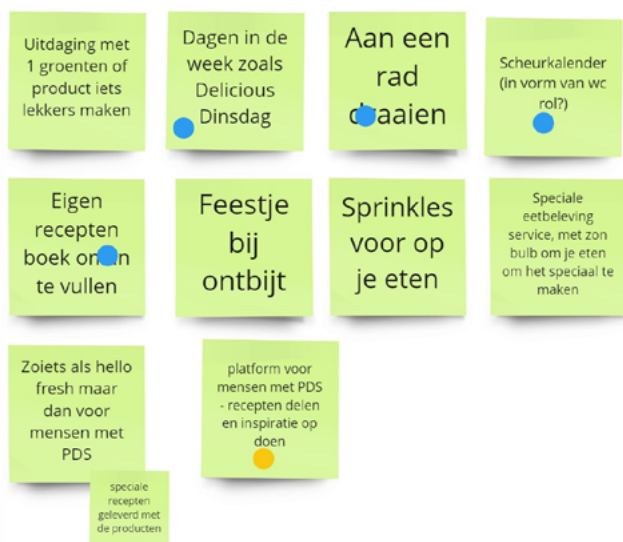 Uitdaging met
1 groenten of
product iets
lekkers maken
Dagen in de
week zoals
Delicious
Dinsdag
Aan een
rad
draaien
Scheurkalender
(in vorm van wc
rol?)
Eigen
recepten
boek om in
te vullen
Feestje
bij
ontbijt
Sprinkles
voor op
je eten
Speciale
eetbeleving
service, met zon
bulb om je eten
om het speciaal te
maken
Zoiets als hello
fresh maar
dan voor
mensen met
PDS
speciale
recepten
geleverd met
de producten
platform voor
mensen met PDS
- recepten delen
en inspiratie op
doen